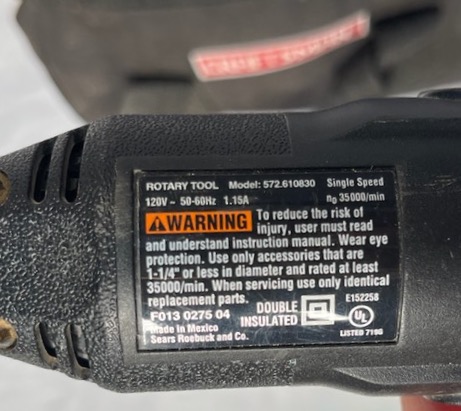 ROTARY TOOL Model: 572.610830 Single Speed
120V ~ 50-60Hz 1.15A n₀ 35000/min
⚠WARNING To reduce the risk of
injury, user must read
and understand instruction manual. Wear eye
protection. Use only accessories that are
1-1/4" or less in diameter and rated at least
35000/min. When servicing use only identical
replacement parts.
F013 0275 04 DOUBLE INSULATED E152258
Made in Mexico
Sears Roebuck and Co. UL LISTED